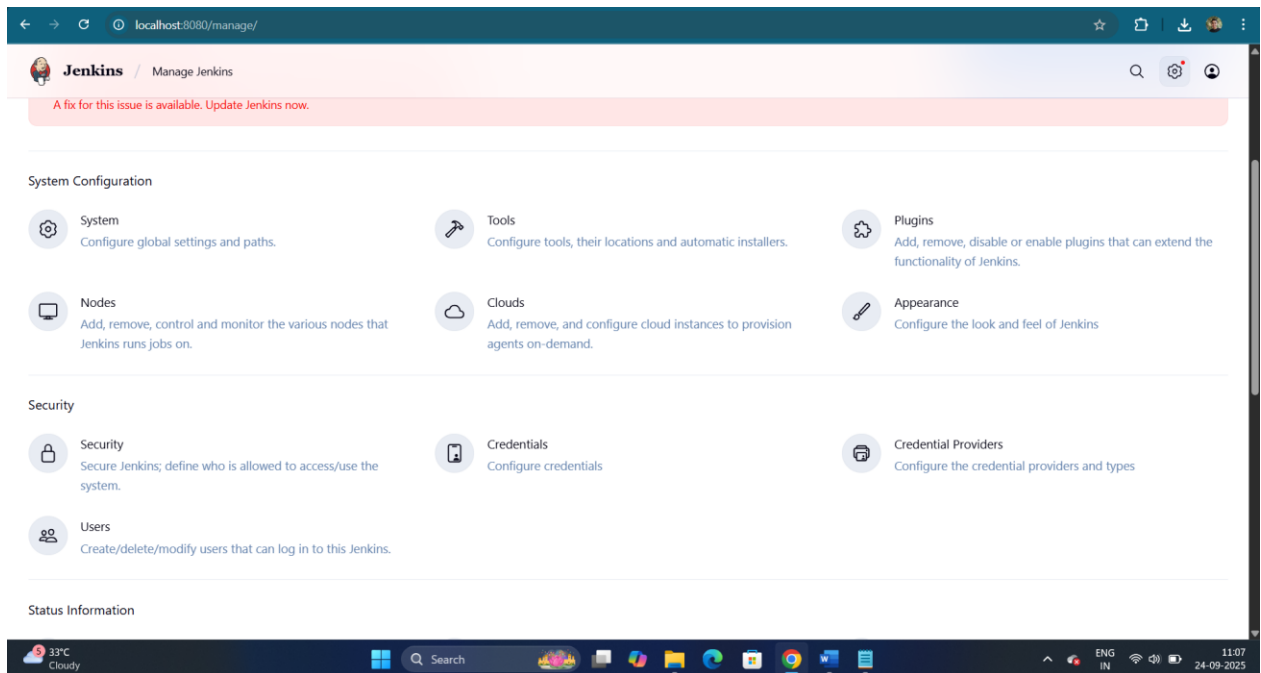 localhost:8080/manage/
Jenkins / Manage Jenkins
A fix for this issue is available. Update Jenkins now.
System Configuration
System
Configure global settings and paths.
Tools
Configure tools, their locations and automatic installers.
Plugins
Add, remove, disable or enable plugins that can extend the
functionality of Jenkins.
Nodes
Add, remove, control and monitor the various nodes that
Jenkins runs jobs on.
Clouds
Add, remove, and configure cloud instances to provision
agents on-demand.
Appearance
Configure the look and feel of Jenkins
Security
Security
Secure Jenkins; define who is allowed to access/use the
system.
Credentials
Configure credentials
Credential Providers
Configure the credential providers and types
Users
Create/delete/modify users that can log in to this Jenkins.
Status Information
5
33°C
Cloudy
Search
ENG
IN
11:07
24-09-2025